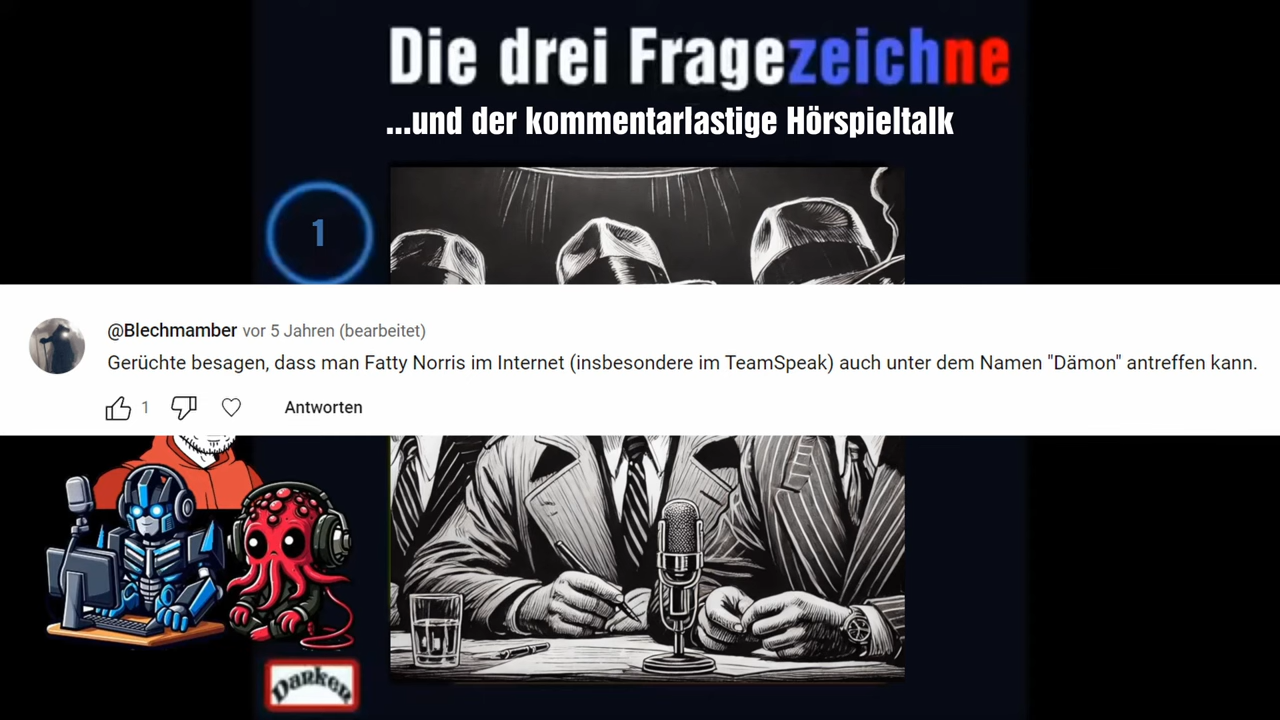 Die drei Fragezeichne
...und der kommentarlastige Hörspieltalk
1
@Blechmamber vor 5 Jahren (bearbeitet)
Gerüchte besagen, dass man Fatty Norris im Internet (insbesondere im TeamSpeak) auch unter dem Namen "Dämon" antreffen kann.
1 Antworten
Danken